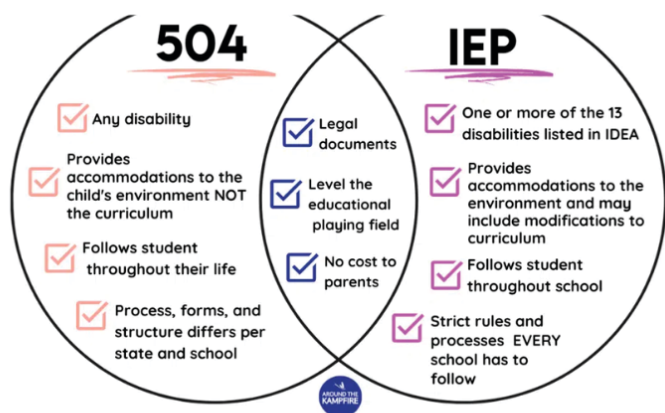 504
Any disability
Provides
accommodations to the
child's environment NOT
the curriculum
Follows student
throughout their life
Process, forms, and
structure differs per
state and school
Legal
documents
Level the
educational
playing field
No cost to
parents
IEP
One or more of the 13
disabilities listed in IDEA
Provides
accommodations to the
environment and may
include modifications to
curriculum
Follows student
throughout school
Strict rules and
processes EVERY
school has to
follow
AROUND THE
KAMPFIRE